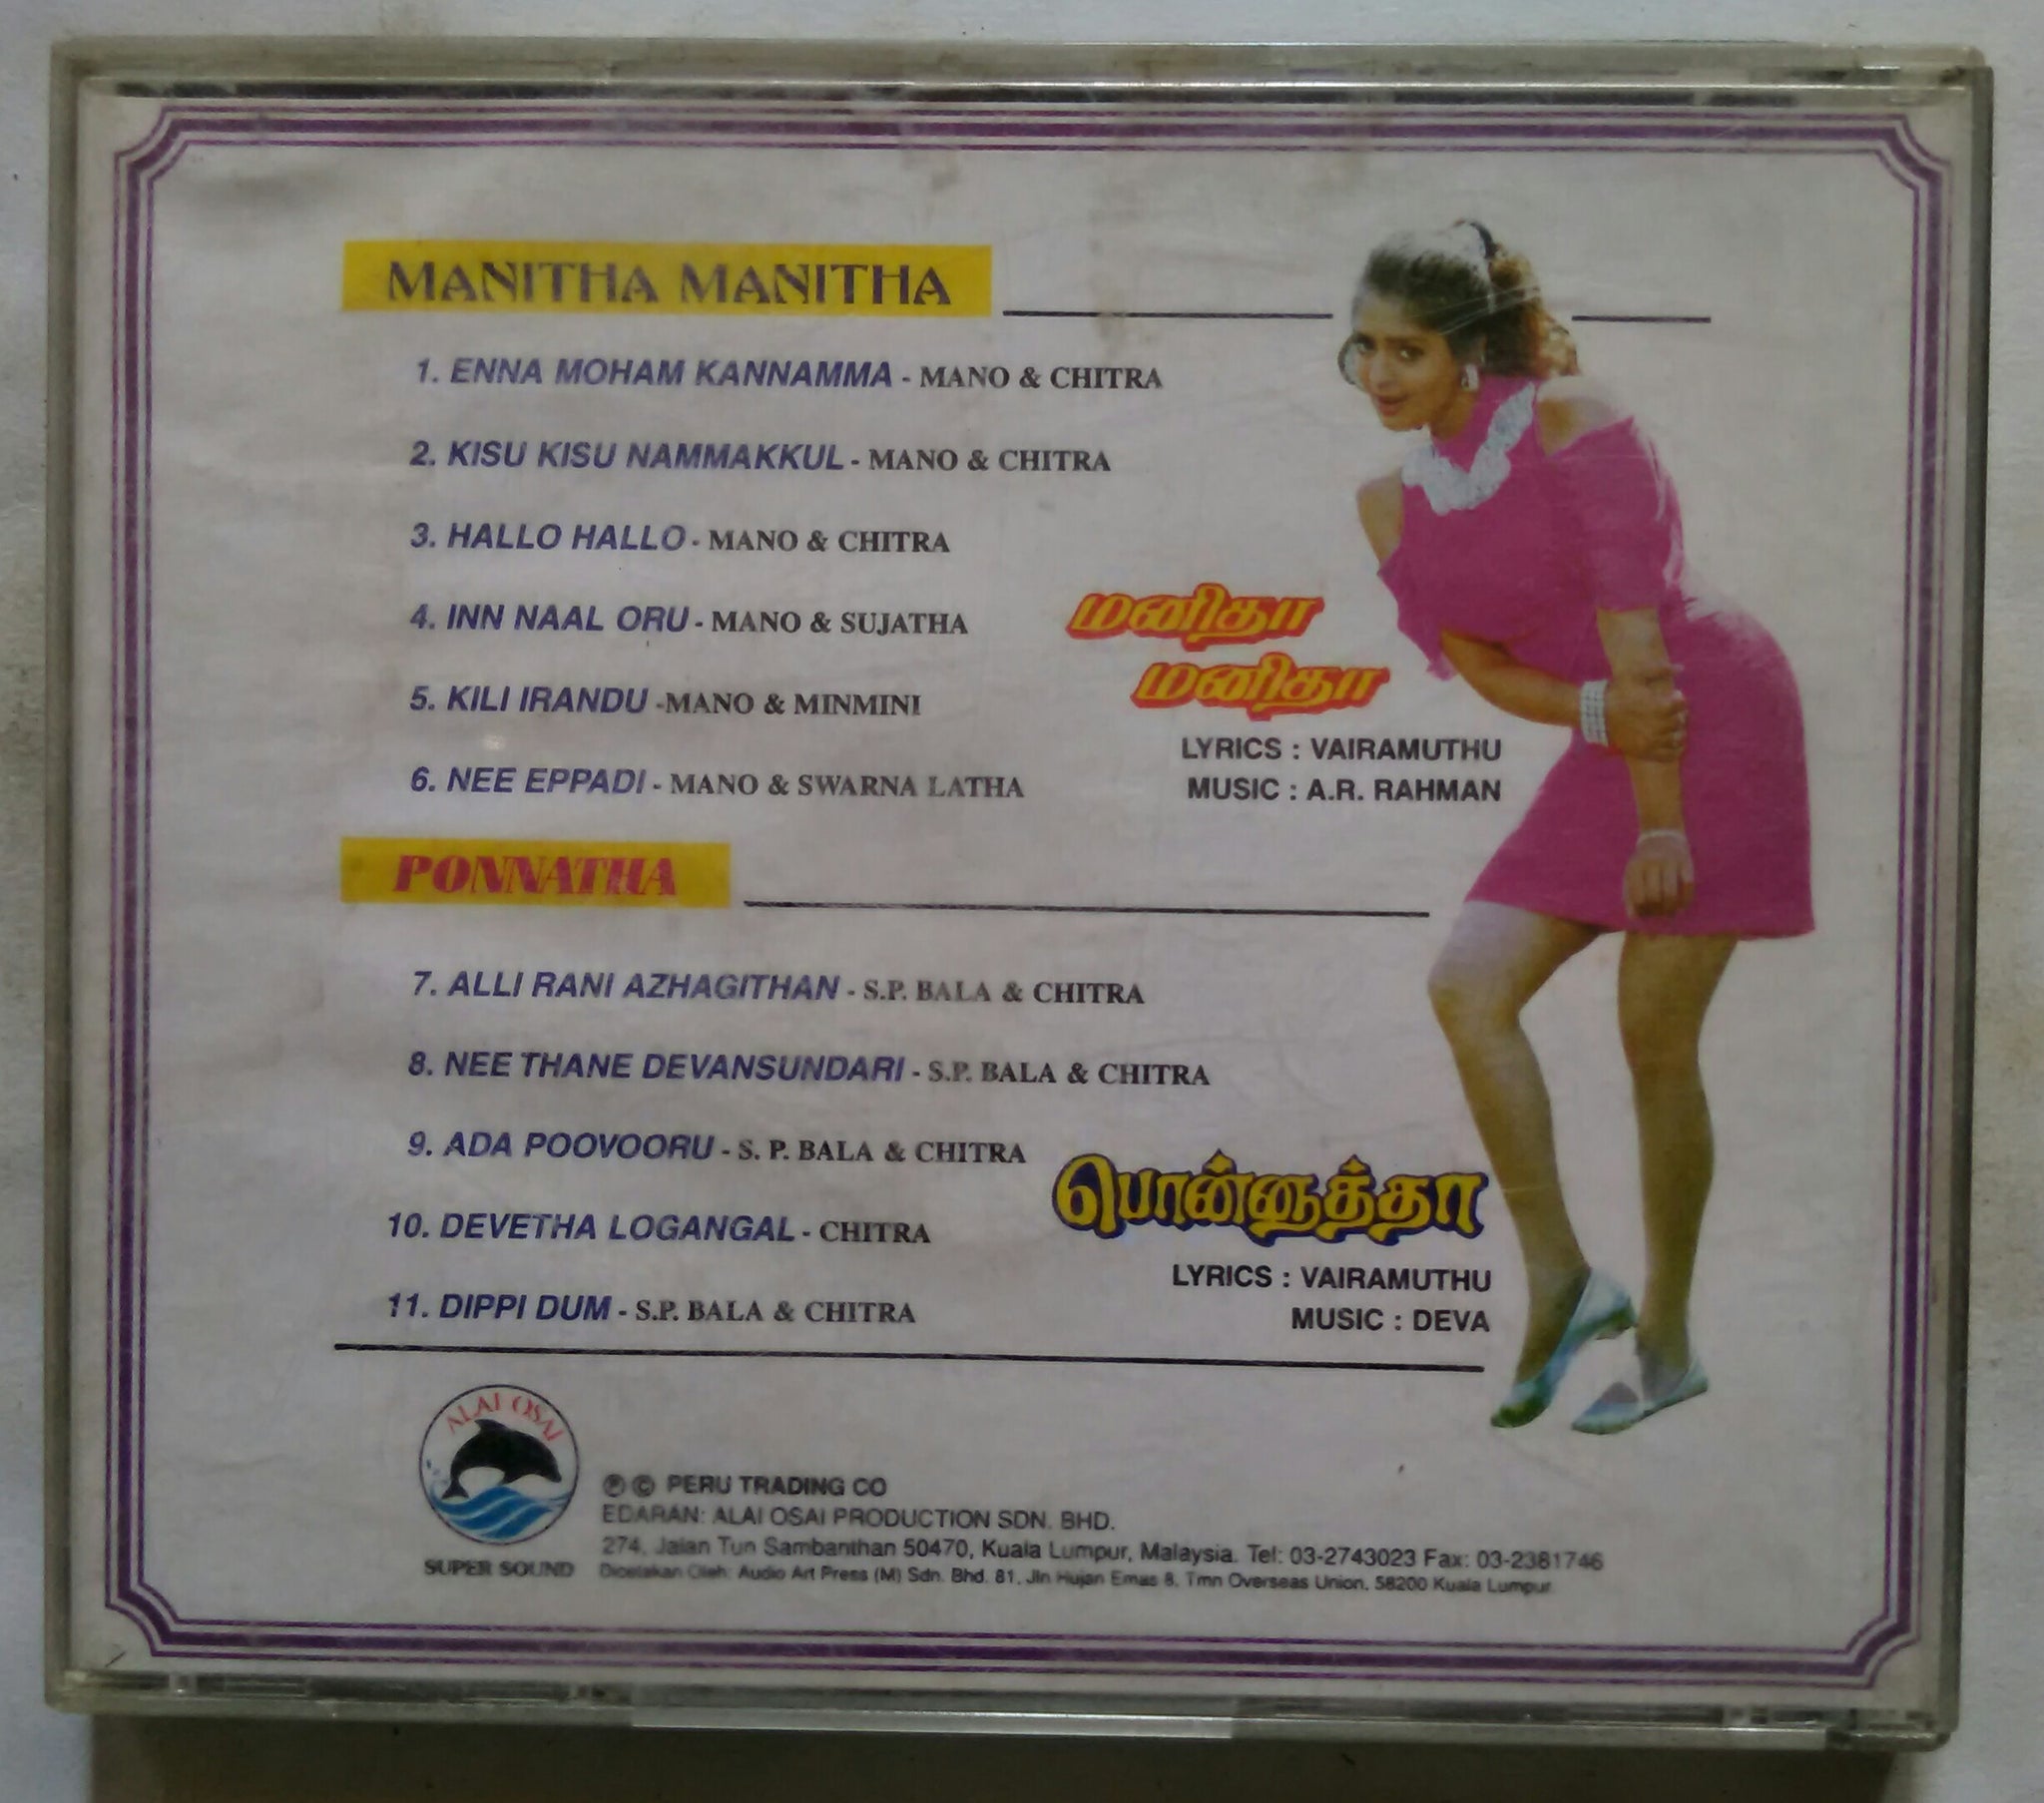 MANITHA MANITHA
1. ENNA MOHAM KANNAMMA - MANO & CHITRA
2. KISU KISU NAMMAKKUL - MANO & CHITRA
3. HALLO HALLO - MANO & CHITRA
4. INN NAAL ORU - MANO & SUJATHA
5. KILI IRANDU -MANO & MINMINI
6. NEE EPPADI - MANO & SWARNA LATHA
மனிதா
மனிதா
LYRICS : VAIRAMUTHU
MUSIC : A.R. RAHMAN
PONNATHA
7. ALLI RANI AZHAGITHAN - S.P. BALA & CHITRA
8. NEE THANE DEVANSUNDARI - S.P. BALA & CHITRA
9. ADA POOVOORU - S. P. BALA & CHITRA
10. DEVETHA LOGANGAL - CHITRA
11. DIPPI DUM - S.P. BALA & CHITRA
பொன்னாத்தா
LYRICS : VAIRAMUTHU
MUSIC : DEVA
ALAI OSAI
SUPER SOUND
℗ © PERU TRADING CO
EDARAN: ALAI OSAI PRODUCTION SDN. BHD.
274, Jalan Tun Sambanthan 50470, Kuala Lumpur, Malaysia. Tel: 03-2743023 Fax: 03-2381746
Dicetakan Oleh: Audio Art Press (M) Sdn. Bhd. 81, Jln Hujan Emas 8, Tmn Overseas Union, 58200 Kuala Lumpur